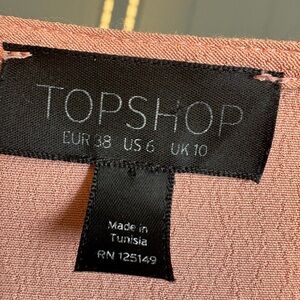 TOPSHOP
EUR 38 US 6 UK 10
Made in
Tunisia
RN 125149